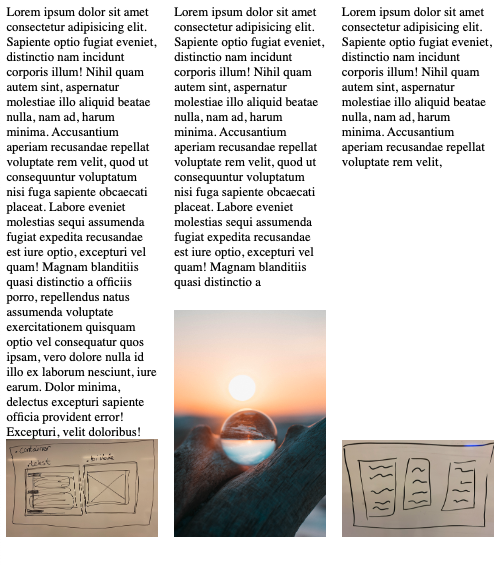 Lorem ipsum dolor sit amet
consectetur adipisicing elit.
Sapiente optio fugiat eveniet,
distinctio nam incidunt
corporis illum! Nihil quam
autem sint, aspernatur
molestiae illo aliquid beatae
nulla, nam ad, harum
minima. Accusantium
aperiam recusandae repellat
voluptate rem velit, quod ut
consequuntur voluptatum
nisi fuga sapiente obcaecati
placeat. Labore eveniet
molestias sequi assumenda
fugiat expedita recusandae
est iure optio, excepturi vel
quam! Magnam blanditiis
quasi distinctio a officiis
porro, repellendus natus
assumenda voluptate
exercitationem quisquam
optio vel consequatur quos
ipsam, vero dolore nulla id
illo ex laborum nesciunt, iure
earum. Dolor minima,
delectus excepturi sapiente
officia provident error!
Excepturi, velit doloribus!
.container
Lorem ipsum dolor sit amet
consectetur adipisicing elit.
Sapiente optio fugiat eveniet,
distinctio nam incidunt
corporis illum! Nihil quam
autem sint, aspernatur
molestiae illo aliquid beatae
nulla, nam ad, harum
minima. Accusantium
aperiam recusandae repellat
voluptate rem velit, quod ut
consequuntur voluptatum
nisi fuga sapiente obcaecati
placeat. Labore eveniet
molestias sequi assumenda
fugiat expedita recusandae
est iure optio, excepturi vel
quam! Magnam blanditiis
quasi distinctio a
Lorem ipsum dolor sit amet
consectetur adipisicing elit.
Sapiente optio fugiat eveniet,
distinctio nam incidunt
corporis illum! Nihil quam
autem sint, aspernatur
molestiae illo aliquid beatae
nulla, nam ad, harum
minima. Accusantium
aperiam recusandae repellat
voluptate rem velit,